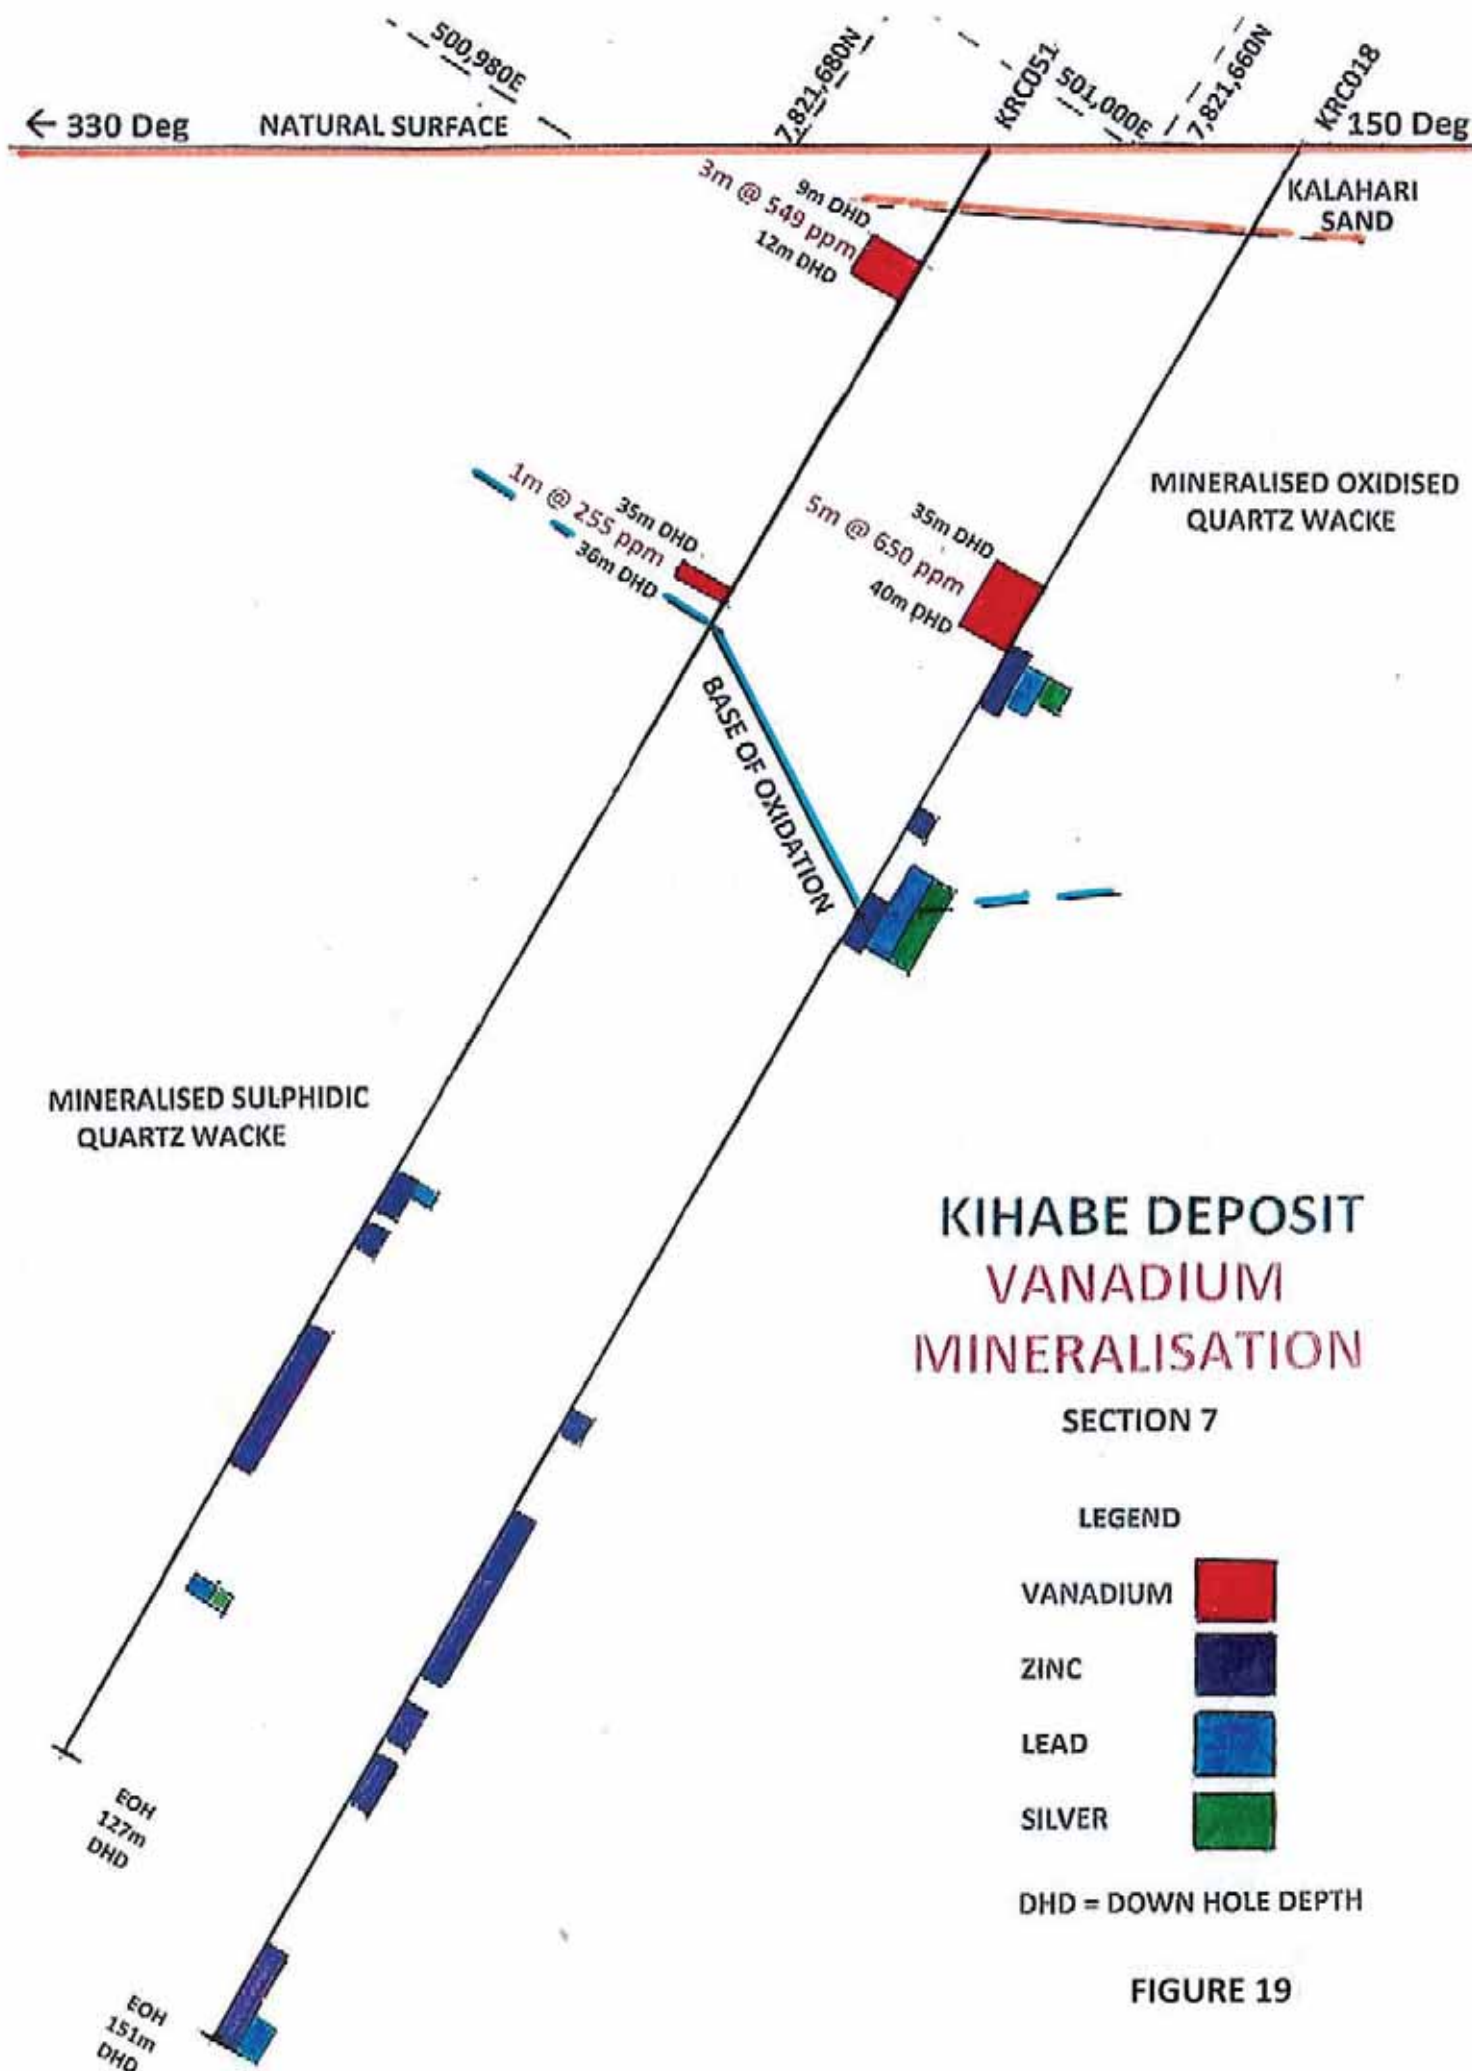 500,980E
7,821,680N
KRC051
501,000E
7,821,660N
KRC018
← 330 Deg
NATURAL SURFACE
150 Deg
KALAHARI
SAND
9m DHD
3m @ 549 ppm
12m DHD
35m DHD
1m @ 255 ppm
36m DHD
35m DHD
5m @ 650 ppm
40m DHD
MINERALISED OXIDISED
QUARTZ WACKE
BASE OF OXIDATION
MINERALISED SULPHIDIC
QUARTZ WACKE
KIHABE DEPOSIT
VANADIUM
MINERALISATION
SECTION 7
LEGEND
VANADIUM
ZINC
LEAD
SILVER
DHD = DOWN HOLE DEPTH
EOH
127m
DHD
EOH
151m
DHD
FIGURE 19